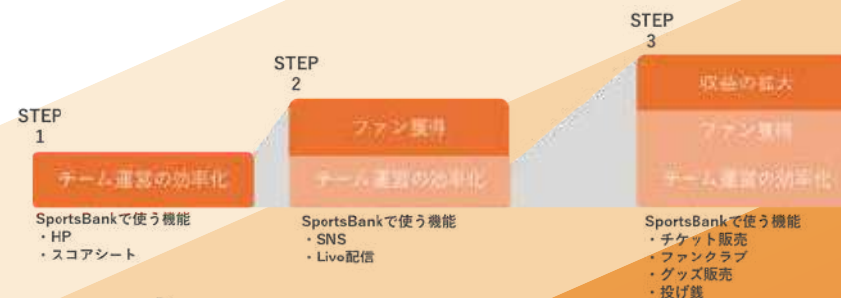 STEP
1
チーム運営の効率化
SportsBankで使う機能
・HP
・スコアシート
STEP
2
ファン獲得
チーム運営の効率化
SportsBankで使う機能
・SNS
・Live配信
STEP
3
収益の拡大
ファン獲得
チーム運営の効率化
SportsBankで使う機能
・チケット販売
・ファンクラブ
・グッズ販売
・投げ銭